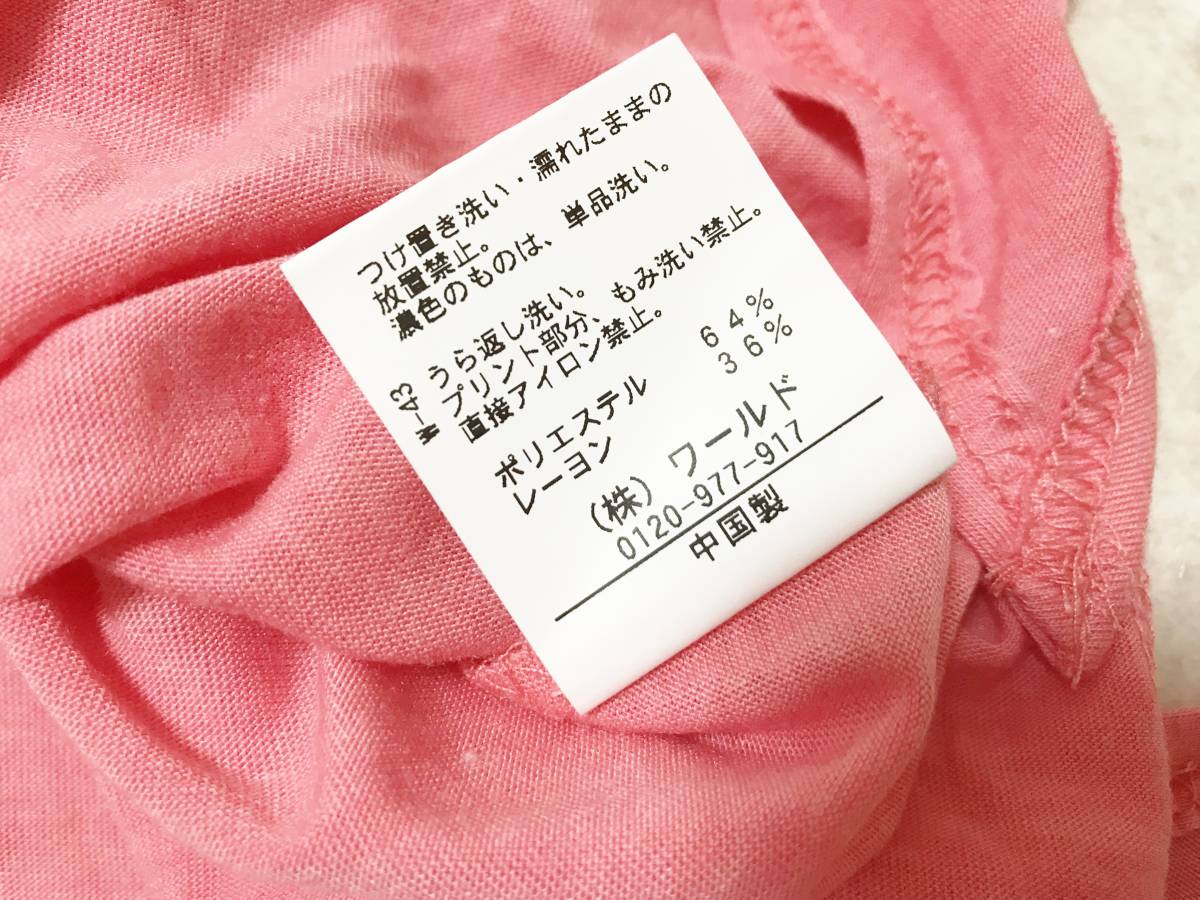 つけ置き洗い・濡れたままの
放置禁止。
濃色のものは、単品洗い。
うら返し洗い。
プリント部分、もみ洗い禁止。
直接アイロン禁止。
W-43
ポリエステル 64%
レーヨン 36%
(株) ワールド
0120-977-917
中国製